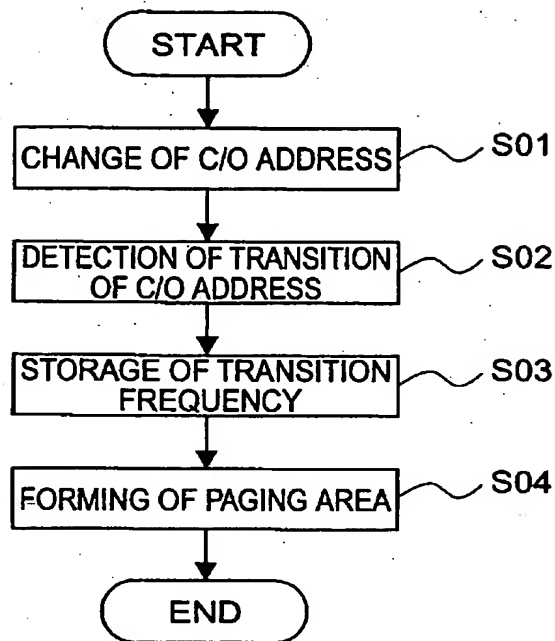 START
CHANGE OF C/O ADDRESS
S01
DETECTION OF TRANSITION
OF C/O ADDRESS
S02
STORAGE OF TRANSITION
FREQUENCY
S03
FORMING OF PAGING AREA
S04
END